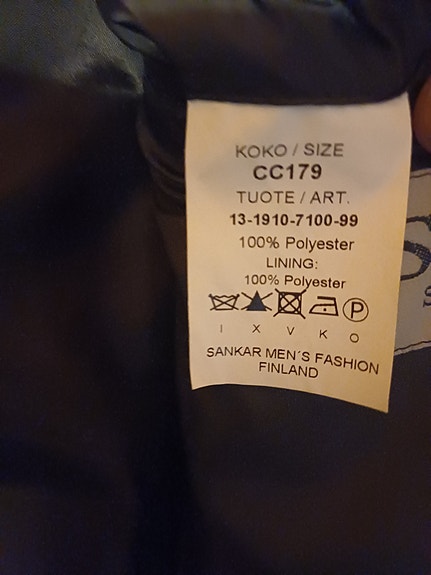 KOKO / SIZE
CC179
TUOTE / ART.
13-1910-7100-99
100% Polyester
LINING:
100% Polyester
P
I X V K O
SANKAR MEN´S FASHION
FINLAND